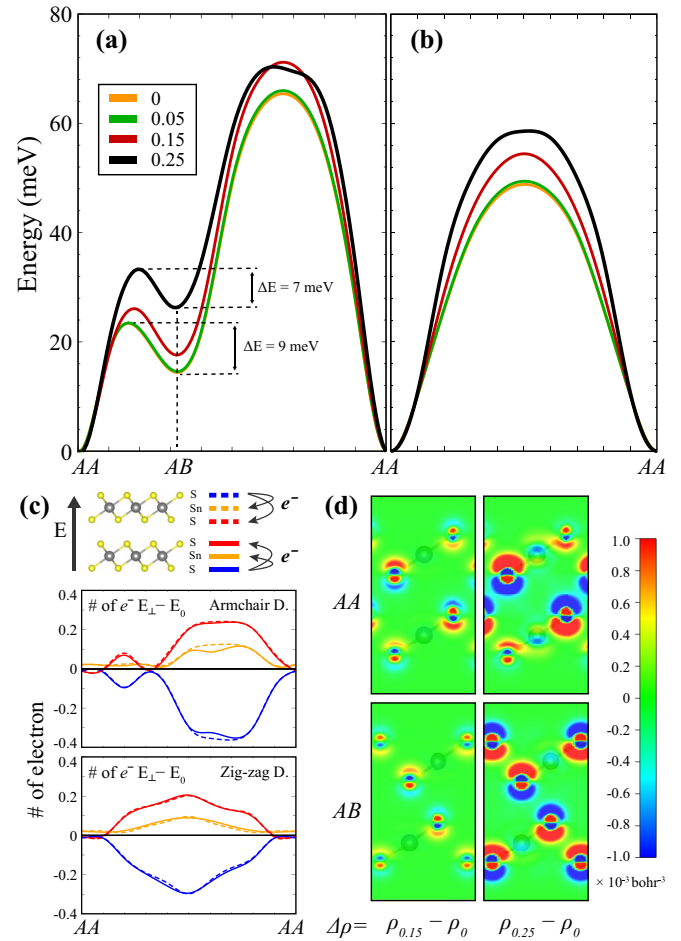 80
(a)
(b)
0
0.05
0.15
0.25
60
40
20
0
Energy (meV)
ΔE = 7 meV
ΔE = 9 meV
AA
AB
AA
AA
(c)
E
S
Sn
S
e⁻
S
Sn
S
e⁻
0.4
0.2
0
-0.2
-0.4
# of e⁻ E⊥− E₀
Armchair D.
0.4
0.2
0
-0.2
-0.4
# of e⁻ E⊥− E₀
Zig-zag D.
# of electron
AA
AA
(d)
AA
AB
1.0
0.8
0.6
0.4
0.2
0
-0.2
-0.4
-0.6
-0.8
-1.0
× 10⁻³ bohr⁻³
Δρ= ρ₀.₁₅ − ρ₀ ρ₀.₂₅ − ρ₀